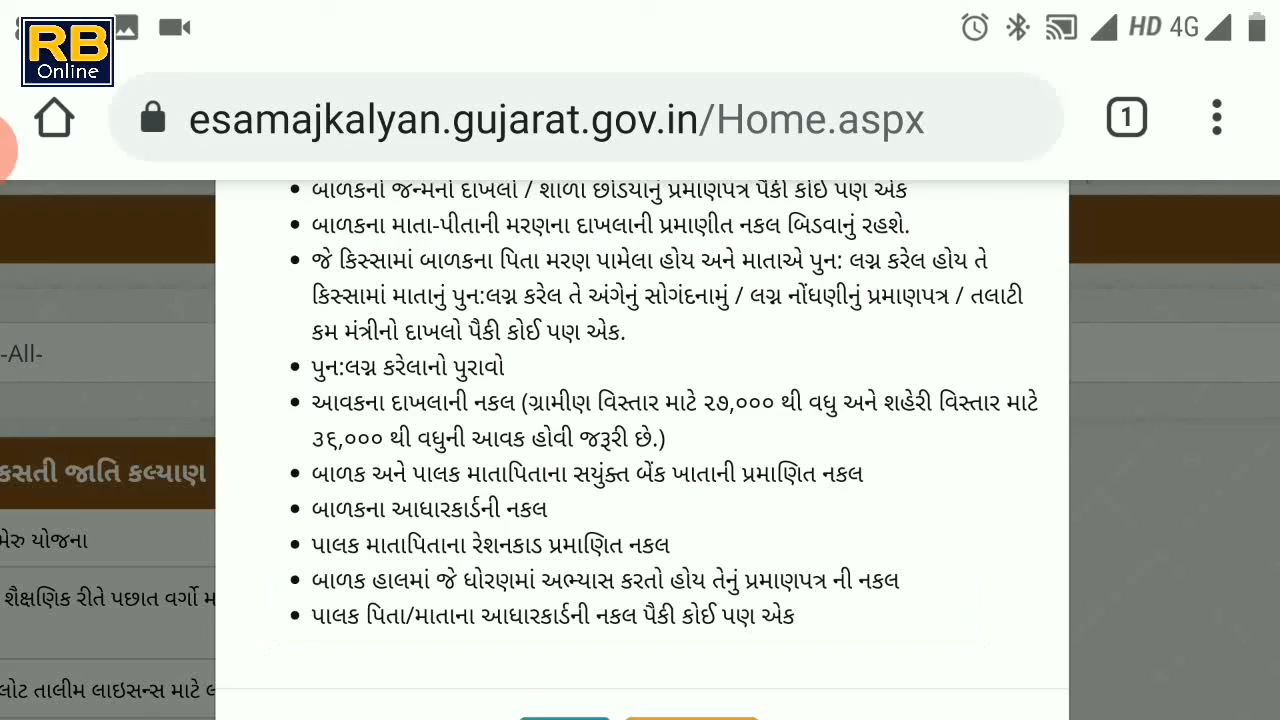 RB
Online
HD 4G
esamajkalyan.gujarat.gov.in/Home.aspx
1
બાળકનો જન્મનો દાખલો / શાળા છોડયાનું પ્રમાણપત્ર પૈકી કોઈ પણ એક
બાળકના માતા-પીતાની મરણના દાખલાની પ્રમાણીત નકલ બિડવાનું રહશે.
જે કિસ્સામાં બાળકના પિતા મરણ પામેલા હોય અને માતાએ પુન: લગ્ન કરેલ હોય તે
કિસ્સામાં માતાનું પુન:લગ્ન કરેલ તે અંગેનું સોગંદનામું / લગ્ન નોંધણીનું પ્રમાણપત્ર / તલાટી
કમ મંત્રીનો દાખલો પૈકી કોઈ પણ એક.
પુન:લગ્ન કરેલાનો પુરાવો
આવકના દાખલાની નકલ (ગ્રામીણ વિસ્તાર માટે ૨૭,૦૦૦ થી વધુ અને શહેરી વિસ્તાર માટે
૩૬,૦૦૦ થી વધુની આવક હોવી જરૂરી છે.)
બાળક અને પાલક માતાપિતાના સયુંક્ત બેંક ખાતાની પ્રમાણિત નકલ
બાળકના આધારકાર્ડની નકલ
પાલક માતાપિતાના રેશનકાડ પ્રમાણિત નકલ
બાળક હાલમાં જે ધોરણમાં અભ્યાસ કરતો હોય તેનું પ્રમાણપત્ર ની નકલ
પાલક પિતા/માતાના આધારકાર્ડની નકલ પૈકી કોઈ પણ એક
-All-
કસતી જાતિ કલ્યાણ
મેરુ યોજના
શૈક્ષણિક રીતે પછાત વર્ગો મ
લોટ તાલીમ લાઇસન્સ માટે લ